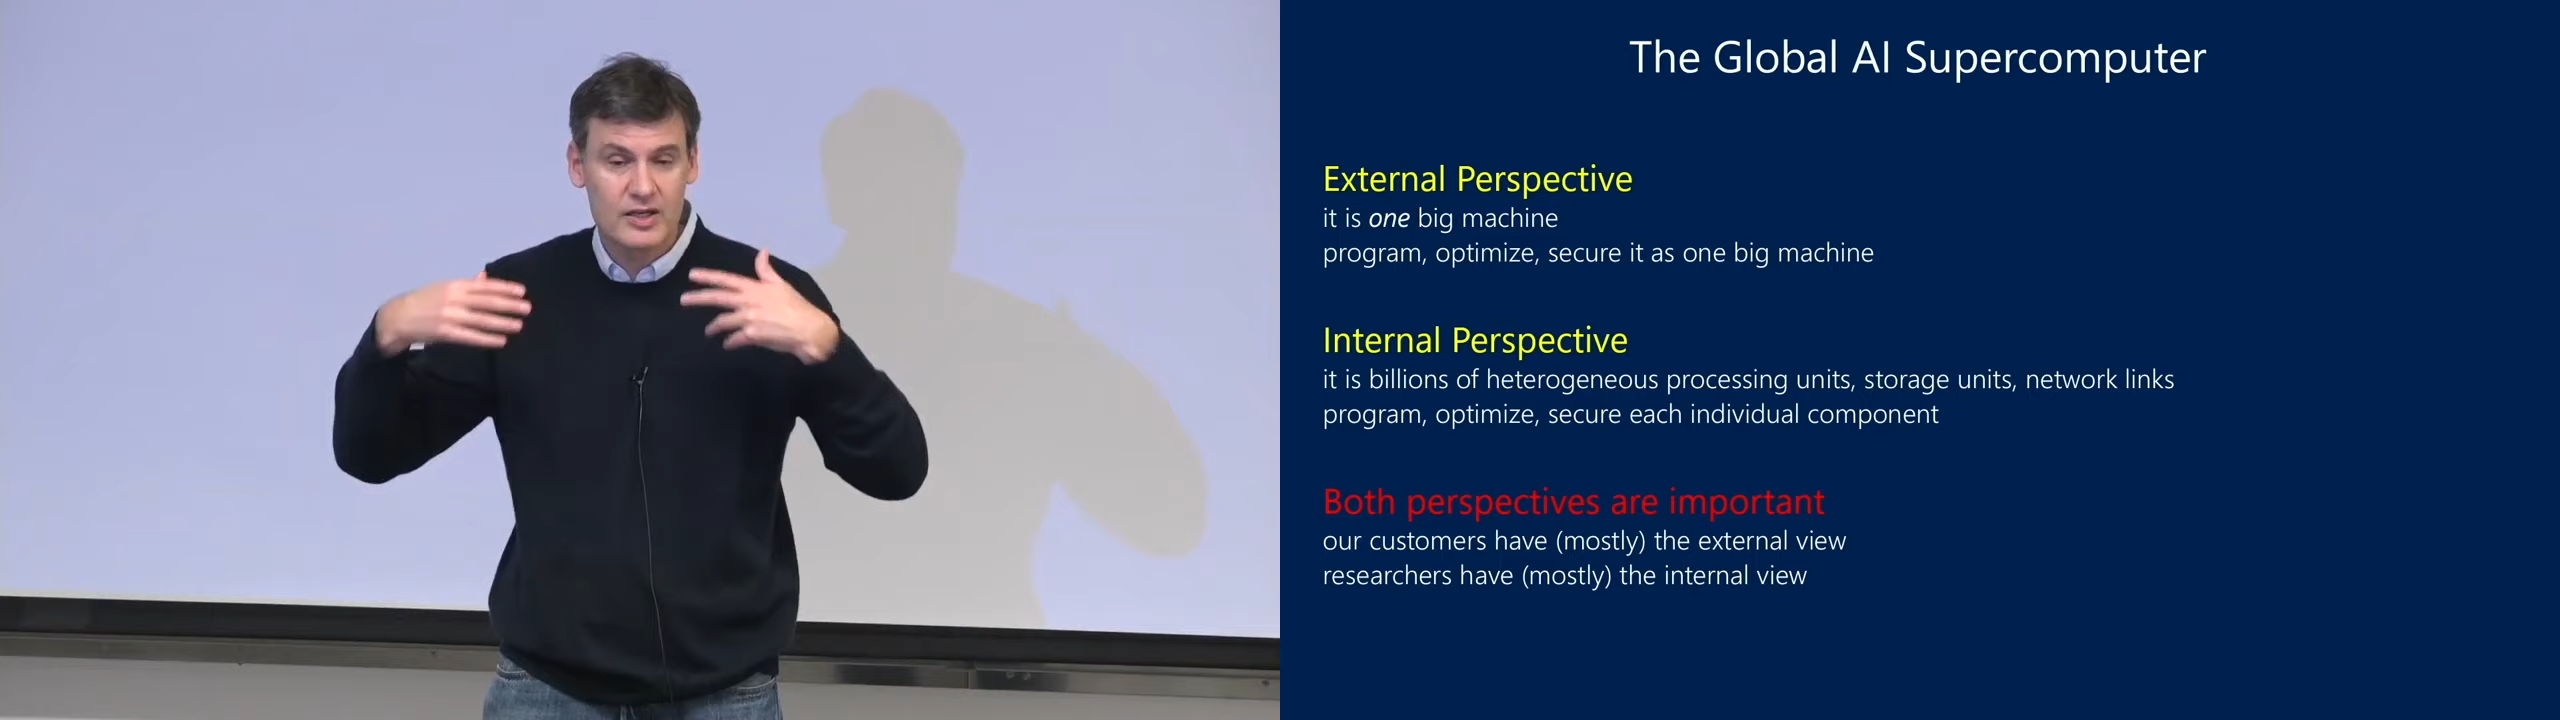 The Global AI Supercomputer
External Perspective
it is one big machine
program, optimize, secure it as one big machine
Internal Perspective
it is billions of heterogeneous processing units, storage units, network links
program, optimize, secure each individual component
Both perspectives are important
our customers have (mostly) the external view
researchers have (mostly) the internal view